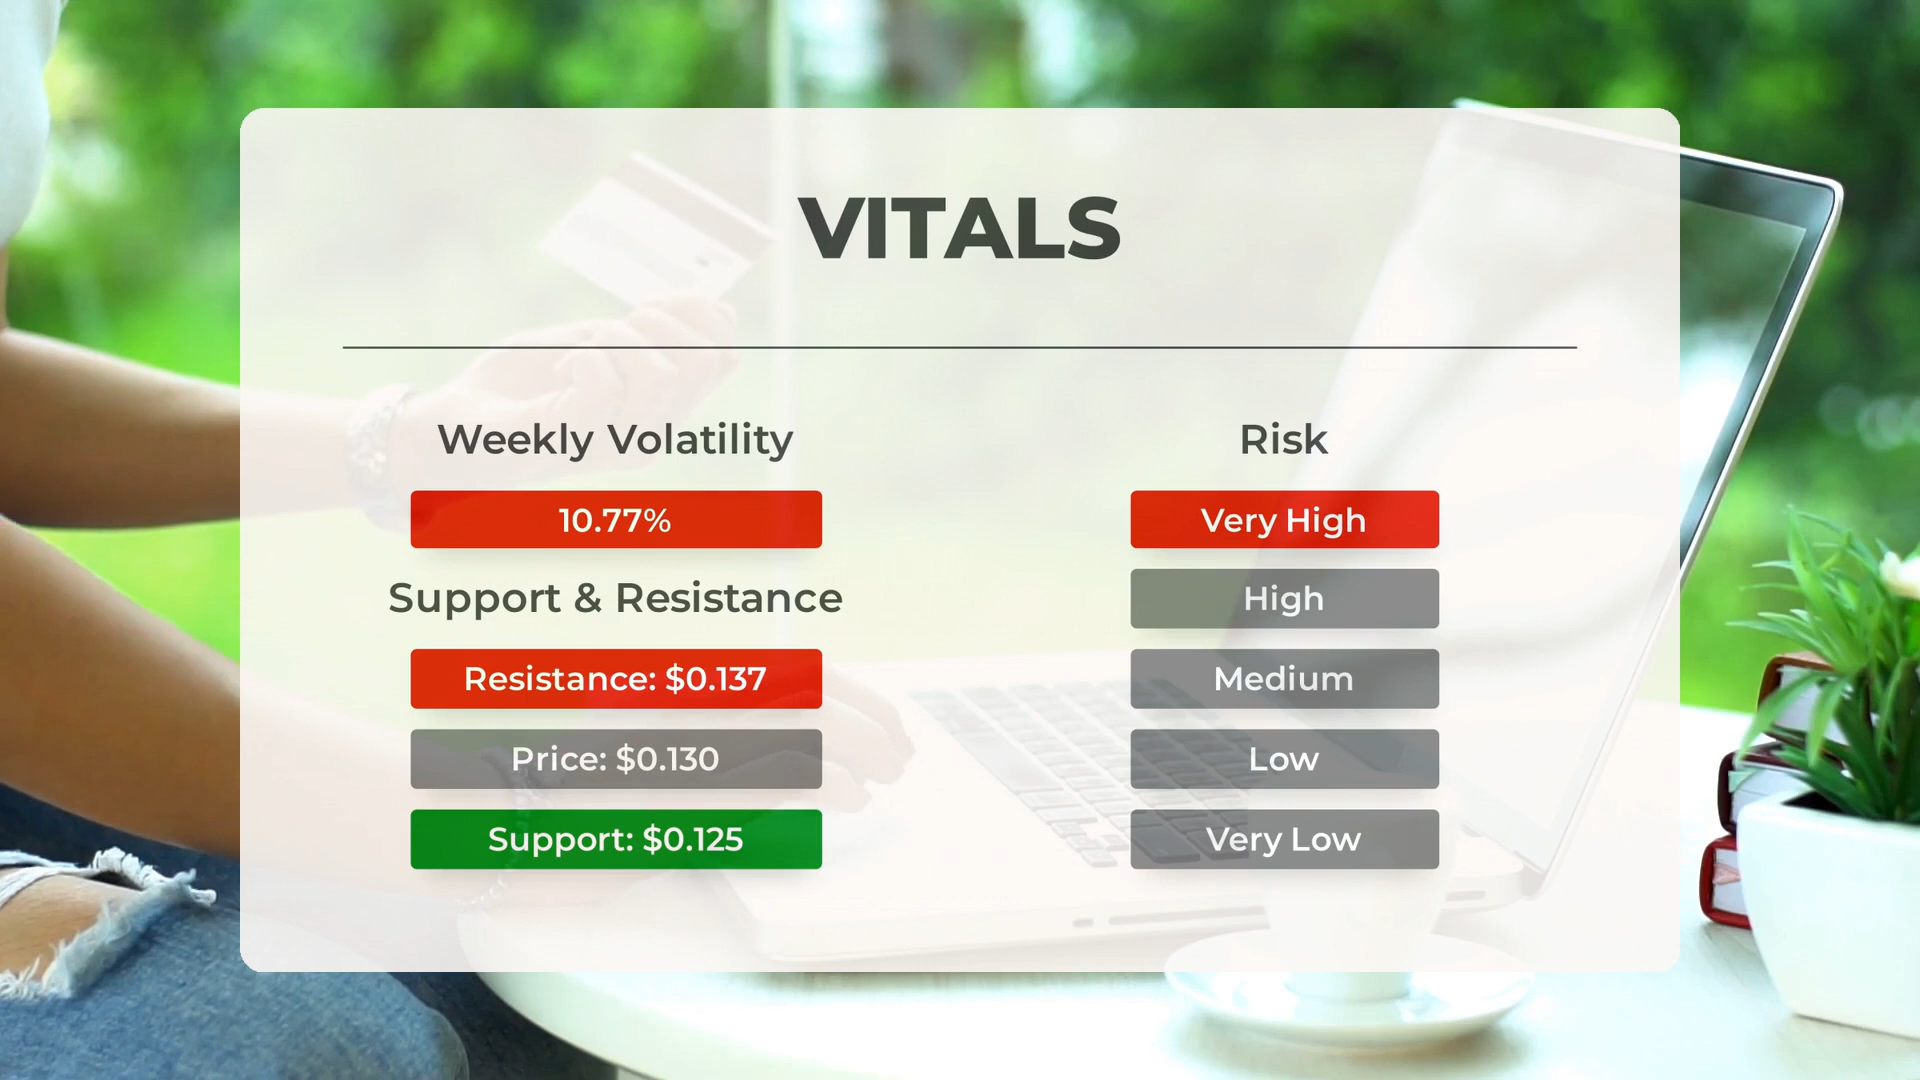 VITALS
Weekly Volatility
10.77%
Support & Resistance
Resistance: $0.137
Price: $0.130
Support: $0.125
Risk
Very High
High
Medium
Low
Very Low